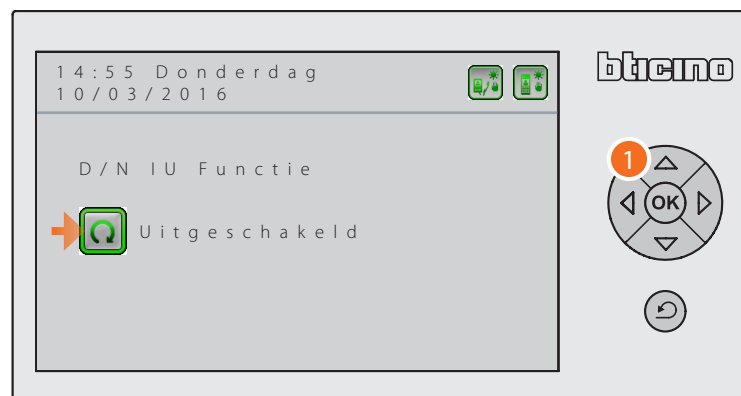 14:55 Donderdag
10/03/2016
bticino
D/N IU Functie
Uitgeschakeld
1
OK